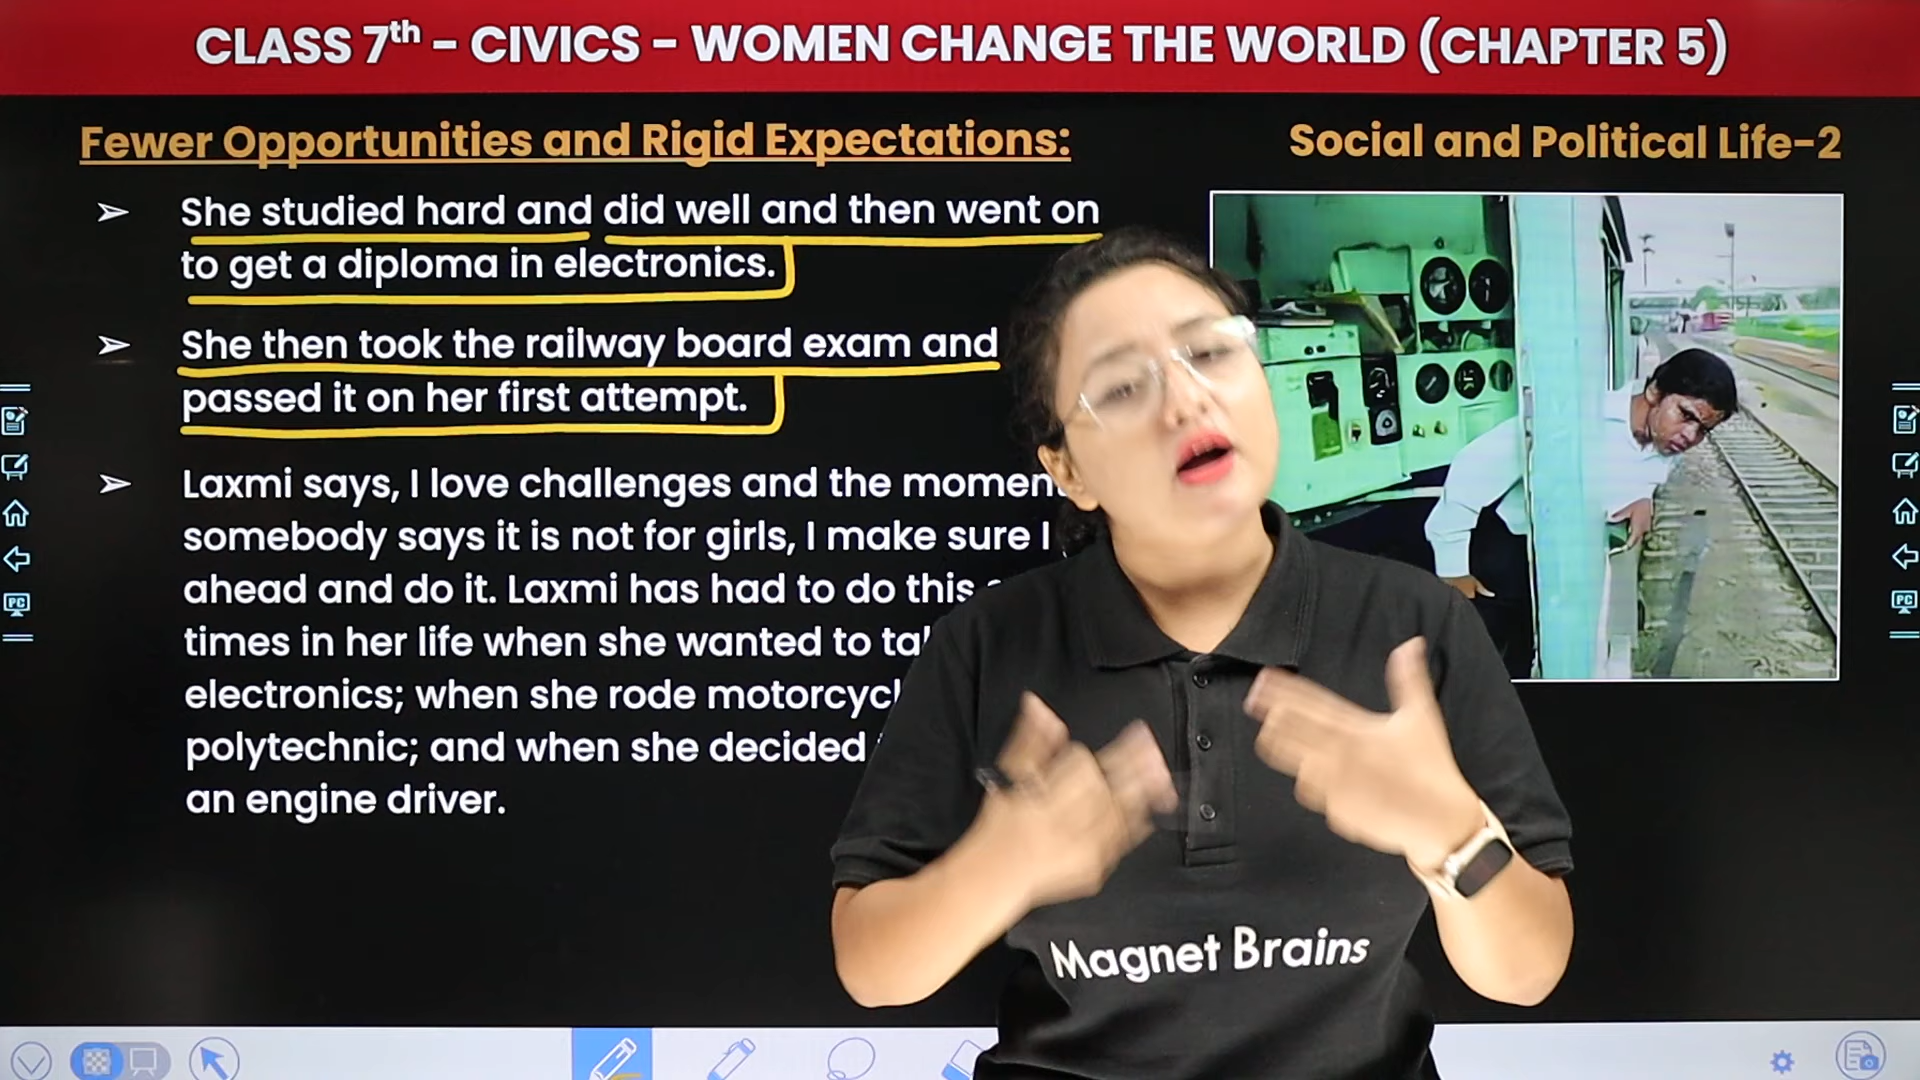 CLASS 7th - CIVICS - WOMEN CHANGE THE WORLD (CHAPTER 5)
Fewer Opportunities and Rigid Expectations:
Social and Political Life-2
➢ She studied hard and did well and then went on
to get a diploma in electronics.
➢ She then took the railway board exam and
passed it on her first attempt.
➢ Laxmi says, I love challenges and the
somebody says it is not for girls, I make sure I
ahead and do it. Laxmi has had to do this
times in her life when she wanted to
electronics; when she rode
polytechnic; and when she decided
an engine driver.
Magnet Brains
PC
PC